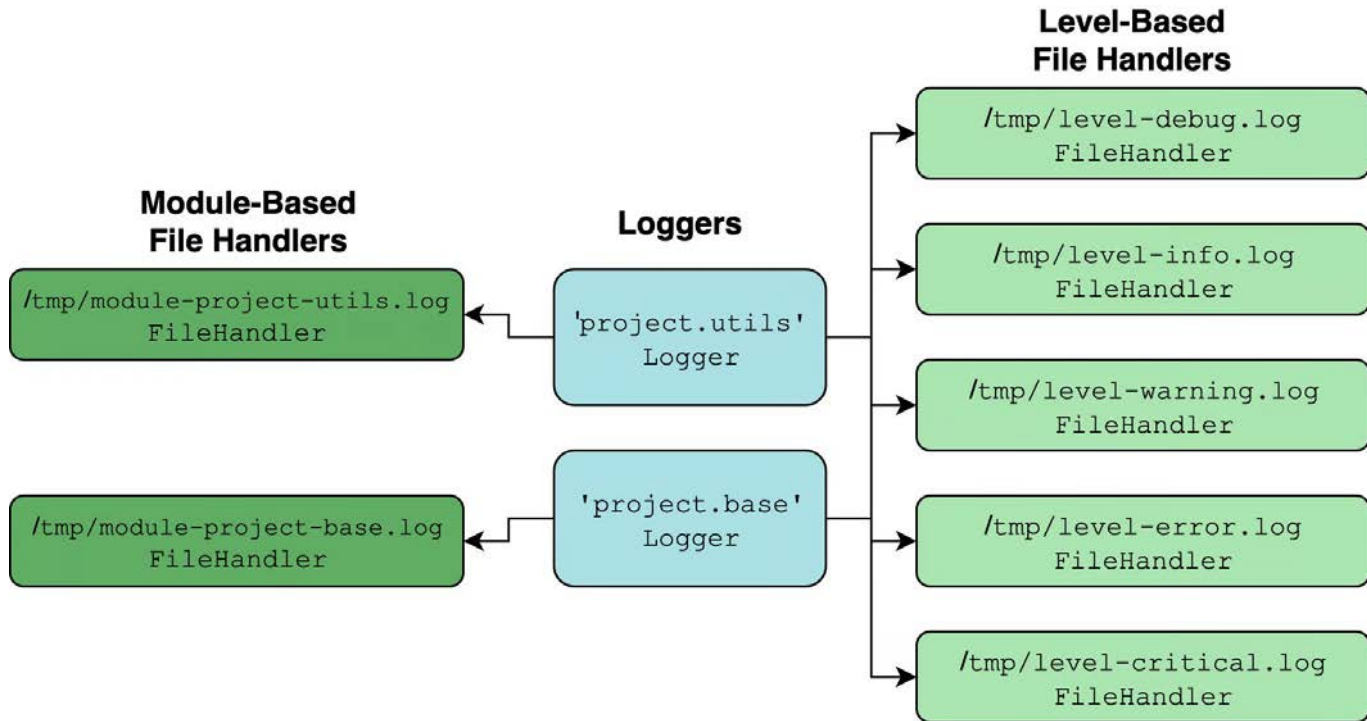 Module-Based
File Handlers
/tmp/module-project-utils.log
FileHandler
/tmp/module-project-base.log
FileHandler
Loggers
'project.utils'
Logger
'project.base'
Logger
Level-Based
File Handlers
/tmp/level-debug.log
FileHandler
/tmp/level-info.log
FileHandler
/tmp/level-warning.log
FileHandler
/tmp/level-error.log
FileHandler
/tmp/level-critical.log
FileHandler